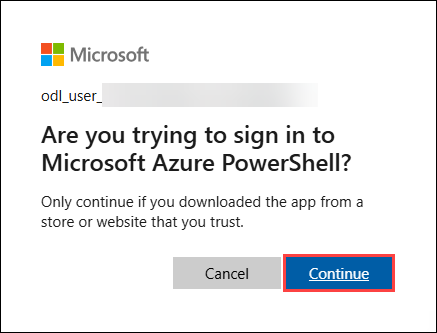 Microsoft
odl_user_
Are you trying to sign in to
Microsoft Azure PowerShell?
Only continue if you downloaded the app from a
store or website that you trust.
Cancel
Continue